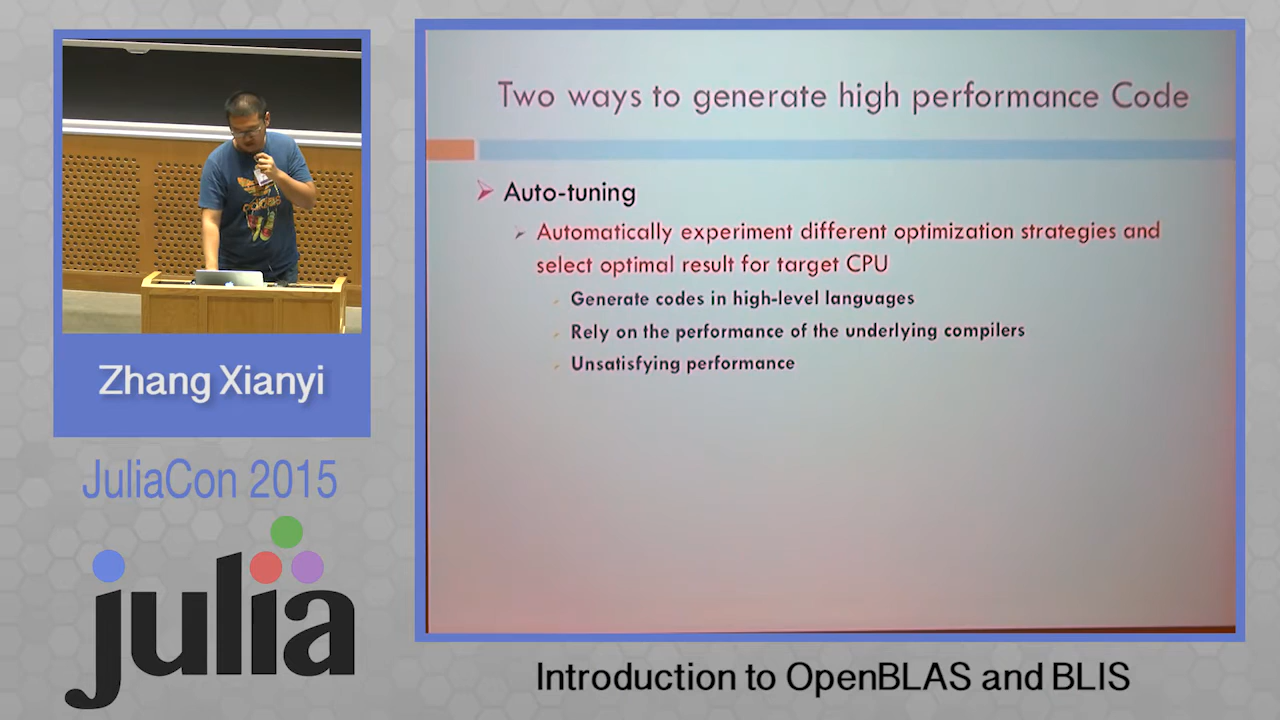 Two ways to generate high performance Code
Auto-tuning
Automatically experiment different optimization strategies and
select optimal result for target CPU
Generate codes in high-level languages
Rely on the performance of the underlying compilers
Unsatisfying performance
adidas
Zhang Xianyi
JuliaCon 2015
julia
Introduction to OpenBLAS and BLIS